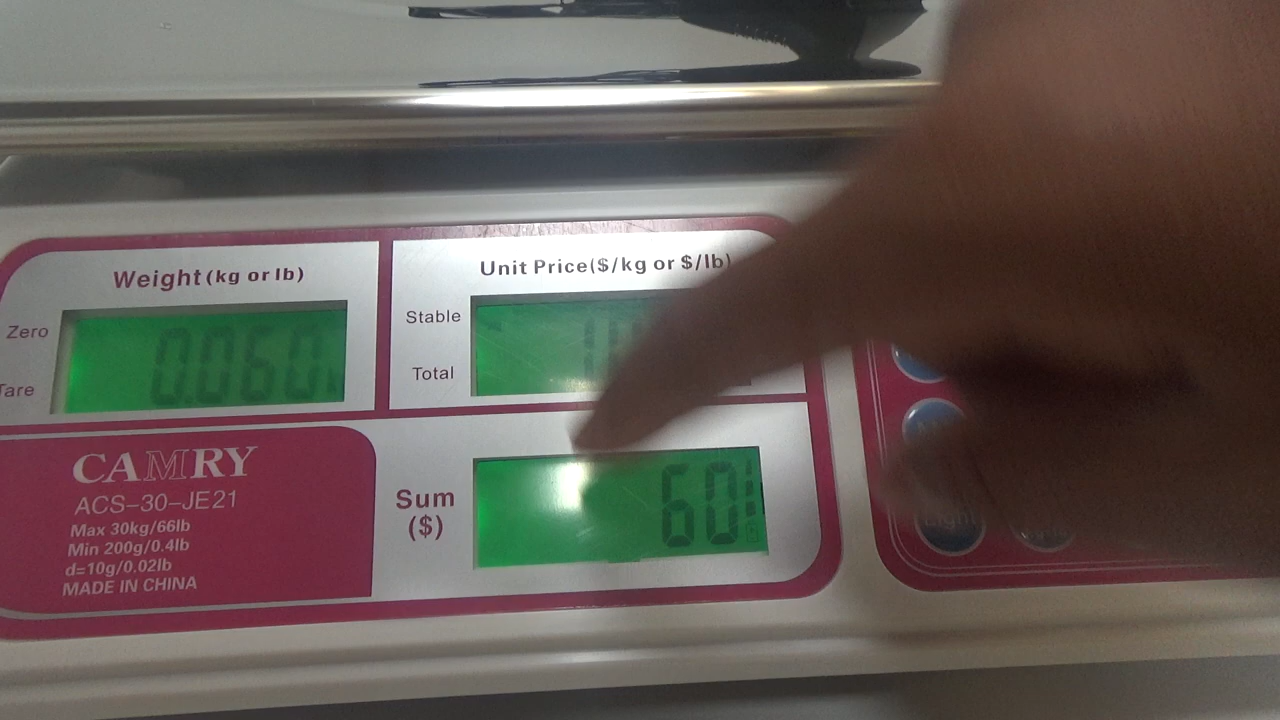 Weight (kg or lb)
Unit Price($/kg or $/lb)
Zero
Tare
0.060
Stable
Total
CAMRY
ACS-30-JE21
Max 30kg/66lb
Min 200g/0.4lb
d=10g/0.02lb
MADE IN CHINA
Sum
($)
60